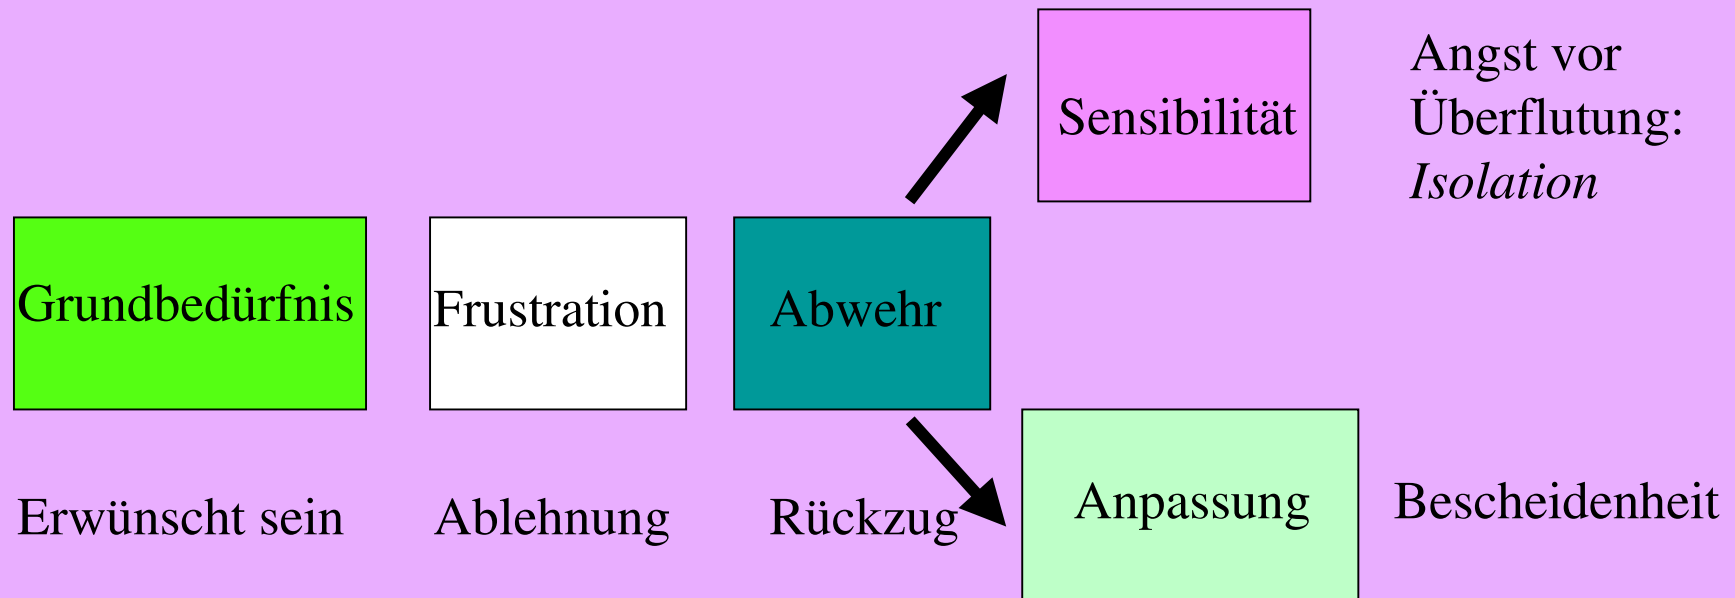 Angst vor
Überflutung:
Isolation
Sensibilität
Grundbedürfnis
Frustration
Abwehr
Erwünscht sein
Ablehnung
Rückzug
Anpassung
Bescheidenheit